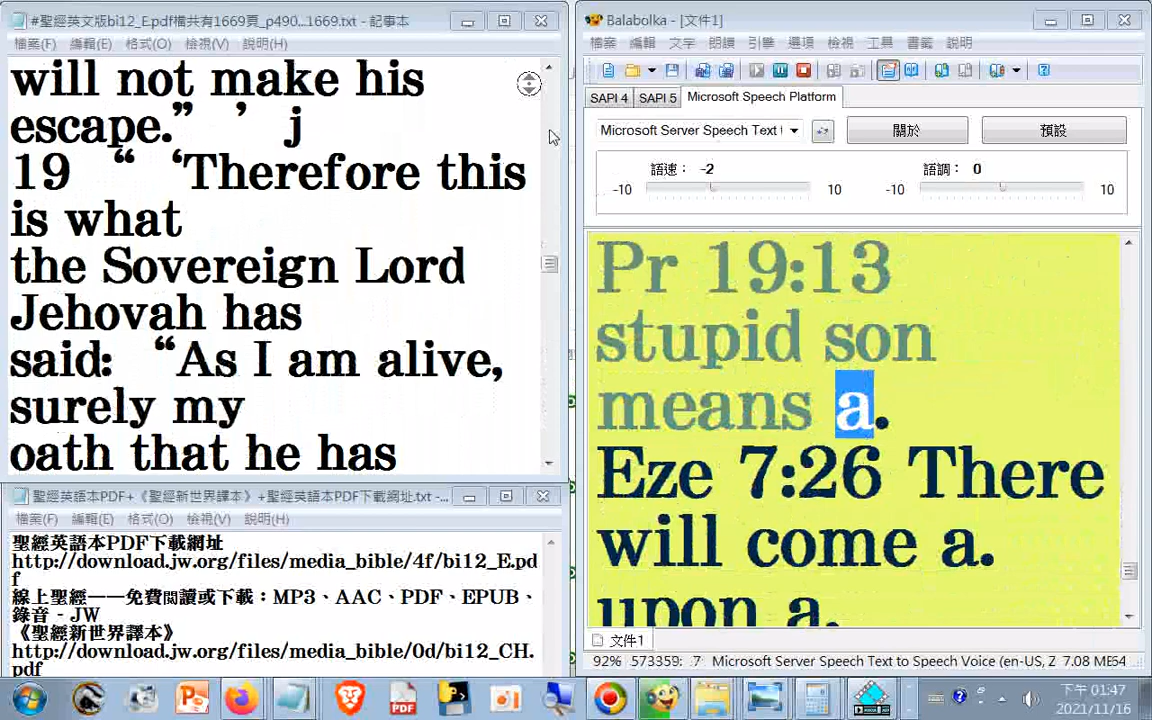 #聖經英文版bi12_E.pdf檔共有1669頁_p490...1669.txt - 記事本
檔案(F) 編輯(E) 格式(O) 檢視(V) 說明(H)
will not make his
escape.” ’ j
19 “ ‘Therefore this
is what
the Sovereign Lord
Jehovah has
said: “As I am alive,
surely my
oath that he has
聖經英語本PDF+《聖經新世界譯本》+聖經英語本PDF下載網址.txt -...
檔案(F) 編輯(E) 格式(O) 檢視(V) 說明(H)
聖經英語本PDF下載網址
http://download.jw.org/files/media_bible/4f/bi12_E.pd
f
線上聖經——免費閱讀或下載：MP3、AAC、PDF、EPUB、
錄音 - JW
《聖經新世界譯本》
http://download.jw.org/files/media_bible/0d/bi12_CH.
pdf
Balabolka - [文件1]
檔案 編輯 文字 朗讀 引擎 選項 檢視 工具 書籤 說明
SAPI 4 SAPI 5 Microsoft Speech Platform
Microsoft Server Speech Text 關於 預設
語速： -2 語調： 0
-10 10 -10 10
Pr 19:13
stupid son
means a.
Eze 7:26 There
will come a.
upon a.
文件1
92% 573359: 7 Microsoft Server Speech Text to Speech Voice (en-US, Z 7.08 ME54
下午 01:47
2021/11/16